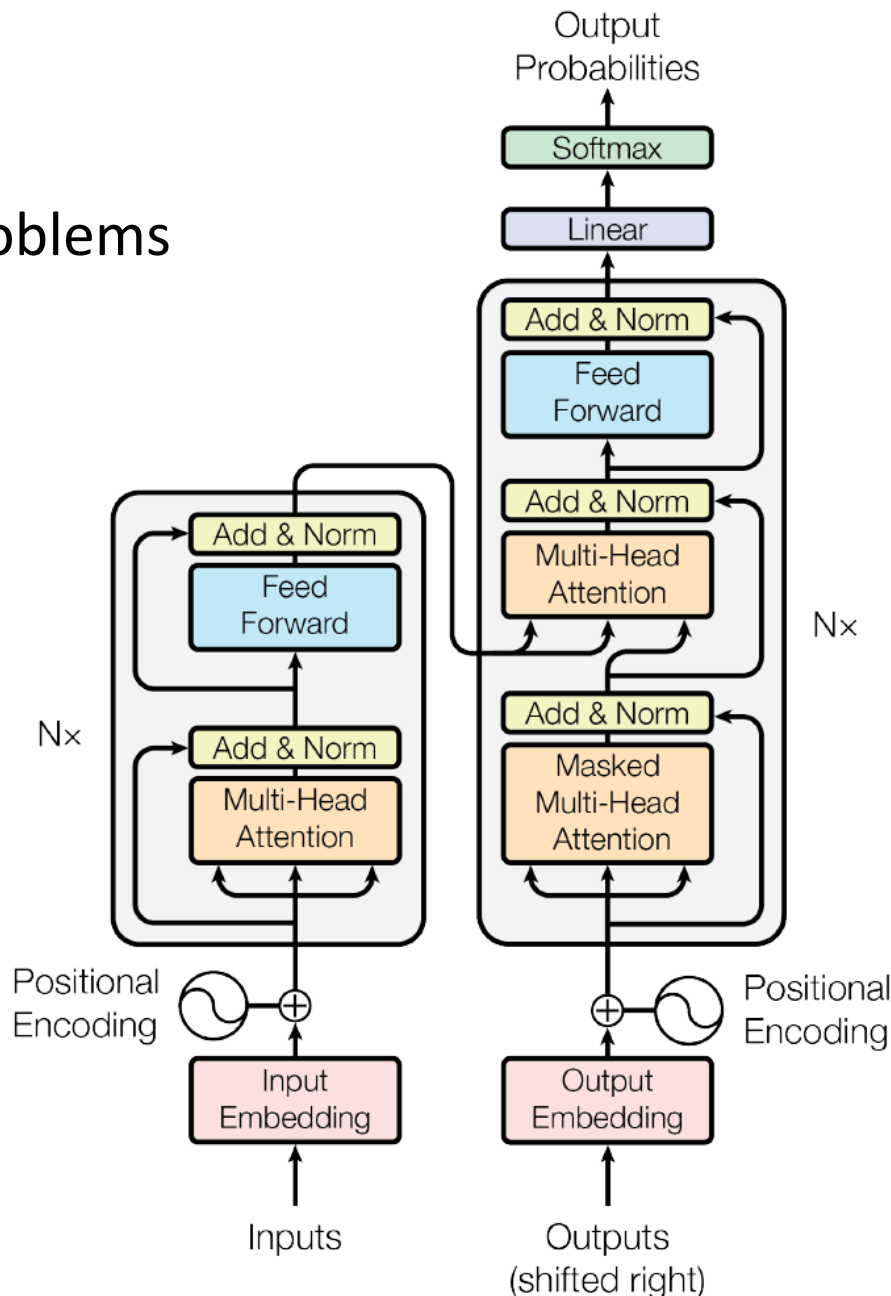 Output
Probabilities
Softmax
oblems
Linear
Add & Norm
Feed
Forward
Add & Norm
Multi-Head
Attention
Nx
Add & Norm
Masked
Multi-Head
Attention
Add & Norm
Feed
Forward
Nx
Add & Norm
Multi-Head
Attention
Positional
Encoding
Positional
Encoding
Input
Embedding
Output
Embedding
Inputs
Outputs
(shifted right)